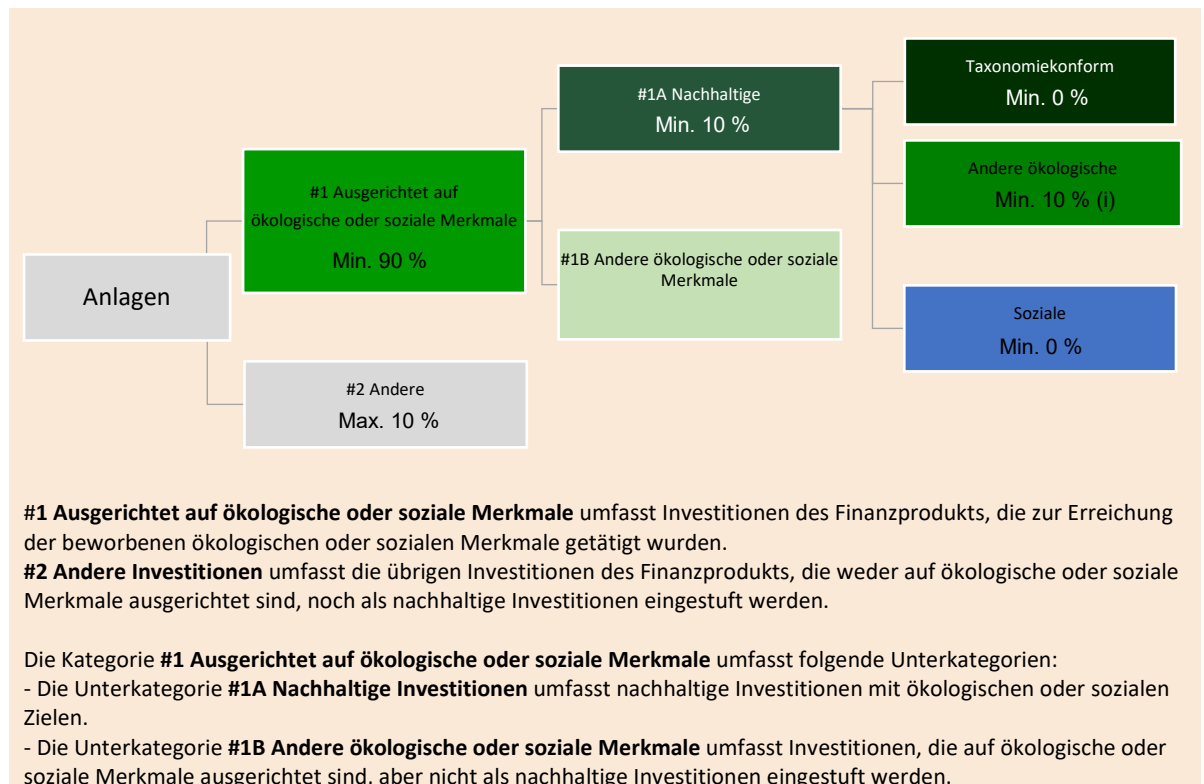 Taxonomiekonform
Min. 0 %
#1A Nachhaltige
Min. 10 %
Andere ökologische
Min. 10 % (i)
#1 Ausgerichtet auf
ökologische oder soziale Merkmale
Min. 90 %
#1B Andere ökologische oder soziale
Merkmale
Anlagen
Soziale
Min. 0 %
#2 Andere
Max. 10 %
#1 Ausgerichtet auf ökologische oder soziale Merkmale umfasst Investitionen des Finanzprodukts, die zur Erreichung
der beworbenen ökologischen oder sozialen Merkmale getätigt wurden.
#2 Andere Investitionen umfasst die übrigen Investitionen des Finanzprodukts, die weder auf ökologische oder soziale
Merkmale ausgerichtet sind, noch als nachhaltige Investitionen eingestuft werden.
Die Kategorie #1 Ausgerichtet auf ökologische oder soziale Merkmale umfasst folgende Unterkategorien:
- Die Unterkategorie #1A Nachhaltige Investitionen umfasst nachhaltige Investitionen mit ökologischen oder sozialen
Zielen.
- Die Unterkategorie #1B Andere ökologische oder soziale Merkmale umfasst Investitionen, die auf ökologische oder
soziale Merkmale ausgerichtet sind, aber nicht als nachhaltige Investitionen eingestuft werden.